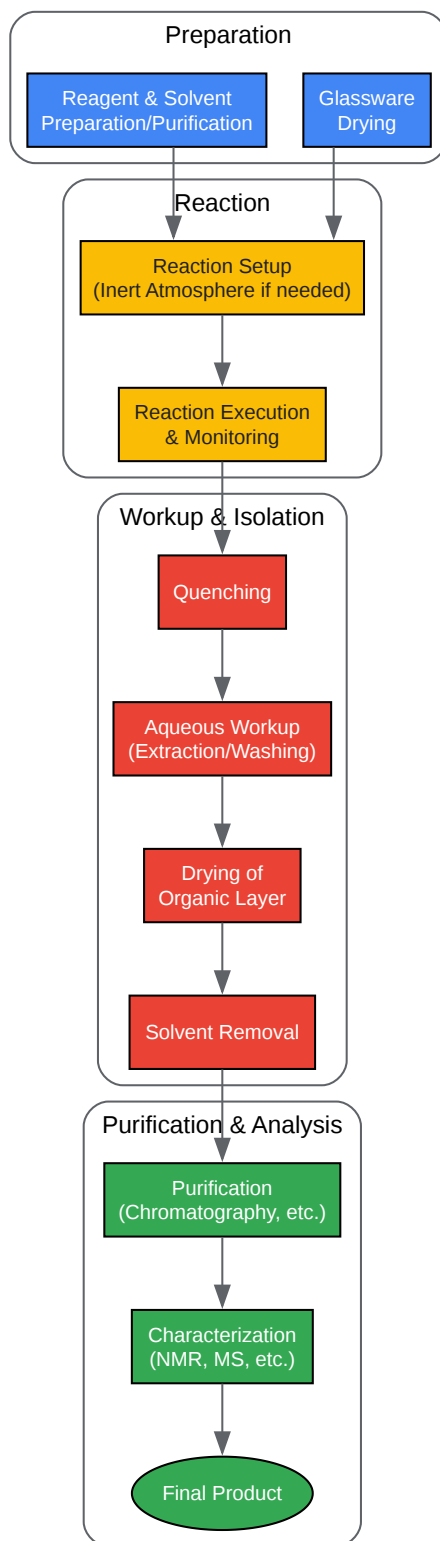 Preparation
Reagent & Solvent
Preparation/Purification
Glassware
Drying
Reaction
Reaction Setup
(Inert Atmosphere if needed)
Reaction Execution
& Monitoring
Workup & Isolation
Quenching
Aqueous Workup
(Extraction/Washing)
Drying of
Organic Layer
Solvent Removal
Purification & Analysis
Purification
(Chromatography, etc.)
Characterization
(NMR, MS, etc.)
Final Product